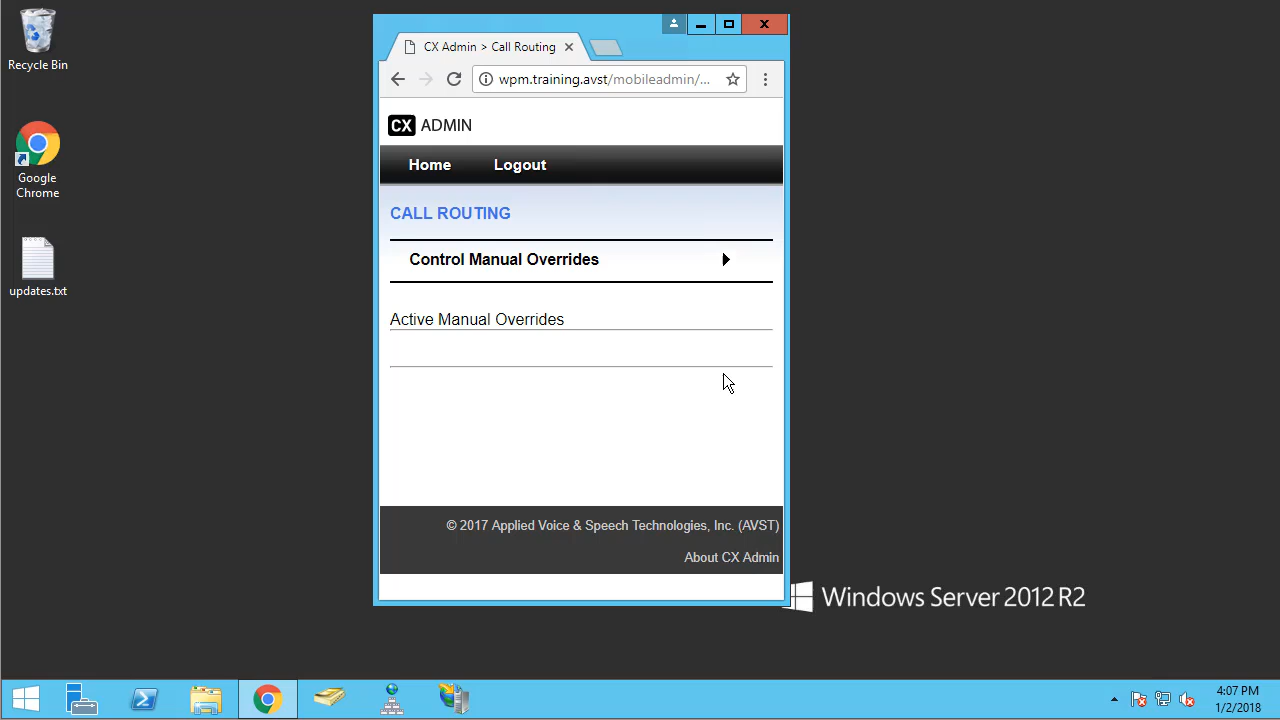 Recycle Bin
Google
Chrome
updates.txt
CX Admin > Call Routing
wpm.training.avst/mobileadmin/...
CX ADMIN
Home Logout
CALL ROUTING
Control Manual Overrides
Active Manual Overrides
© 2017 Applied Voice & Speech Technologies, Inc. (AVST)
About CX Admin
Windows Server 2012 R2
4:07 PM
1/2/2018